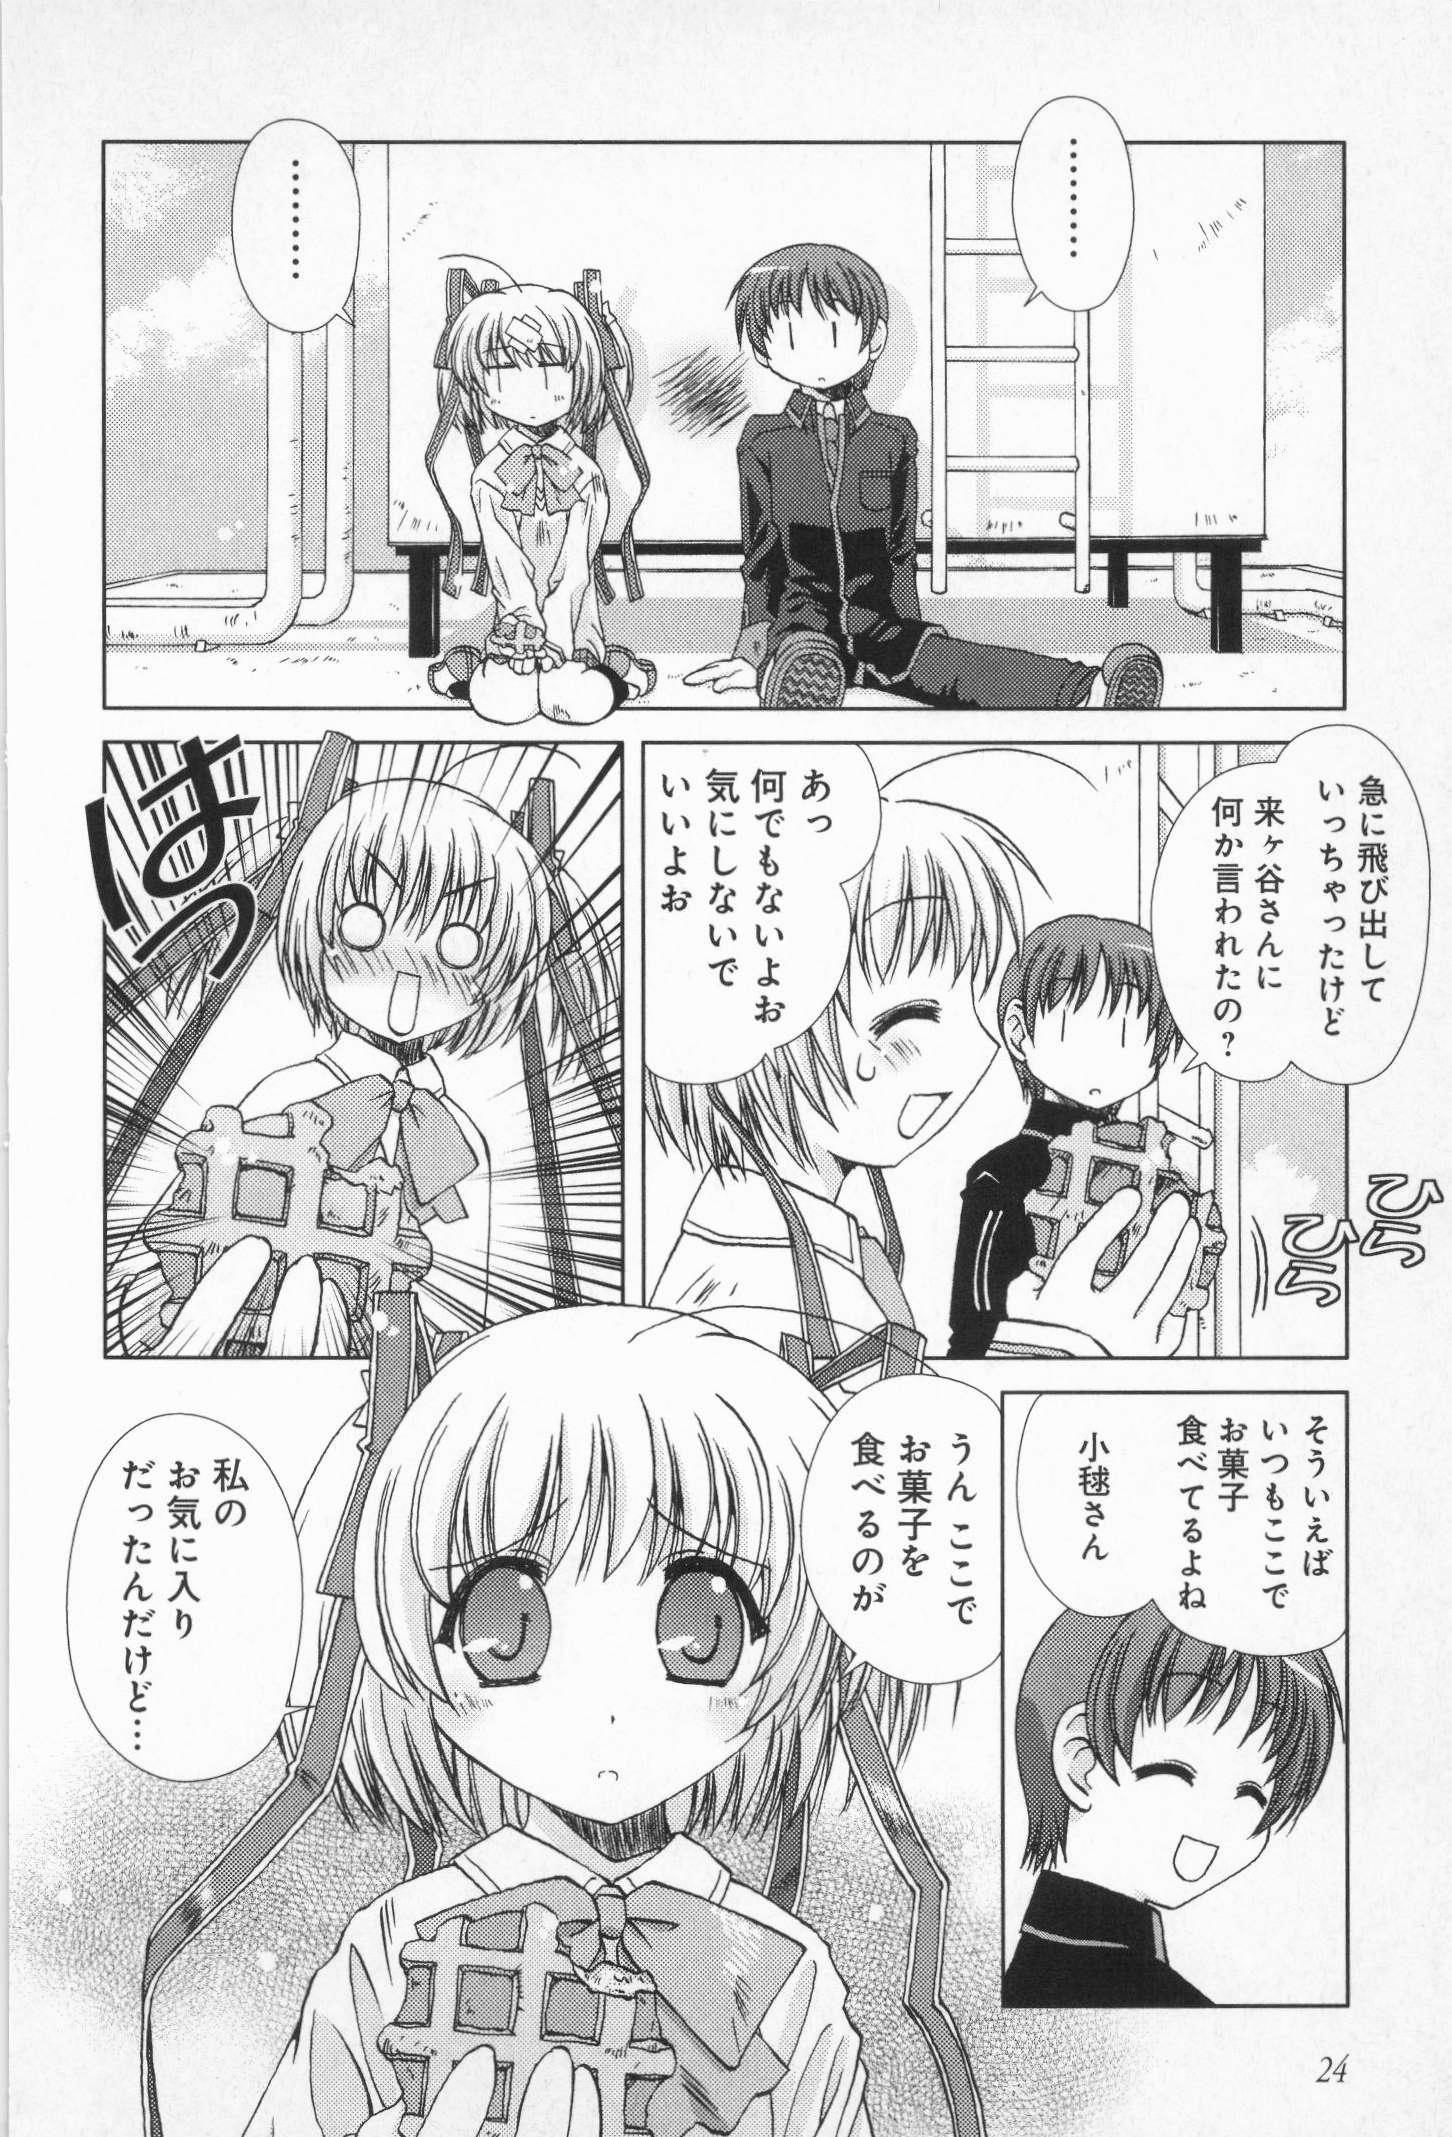 ………
………
急に飛び出して
いっちゃったけど
来ヶ谷さんに
何か言われたの？
あっ
何でもないよお
気にしないで
いいよお
ひら
ひら
はっ
そういえば
いつもここで
お菓子
食べてるよね
小毬さん
うん ここで
お菓子を
食べるのが
私の
お気に入り
だったんだけど…
24